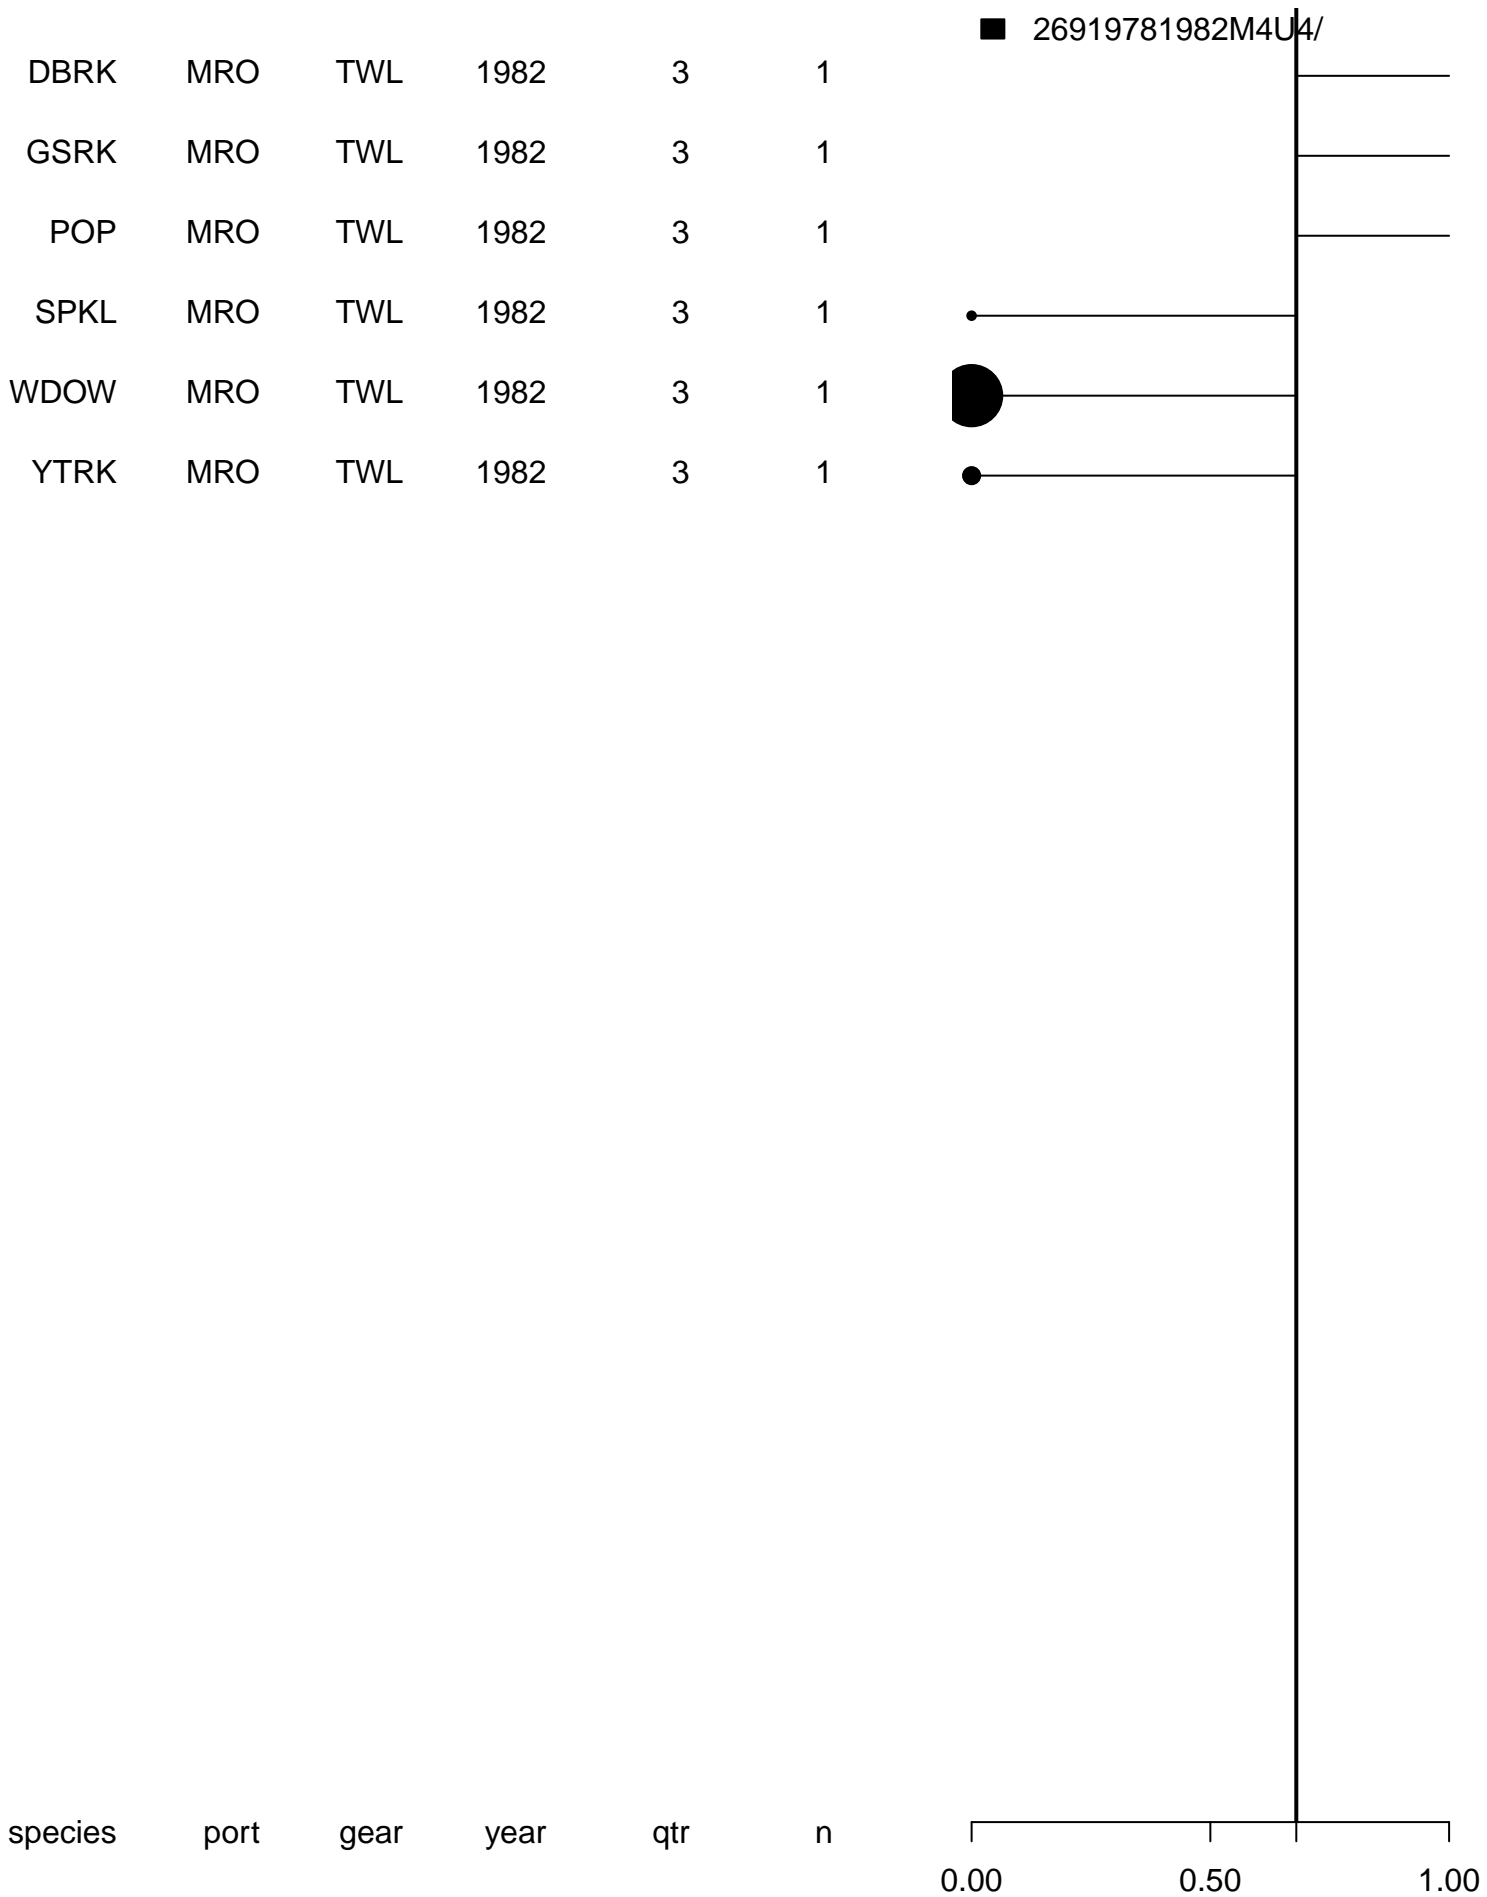 26919781982M4U4/
DBRK MRO TWL 1982 3 1
GSRK MRO TWL 1982 3 1
POP MRO TWL 1982 3 1
SPKL MRO TWL 1982 3 1
WDOW MRO TWL 1982 3 1
YTRK MRO TWL 1982 3 1
species port gear year qtr n
0.00 0.50 1.00